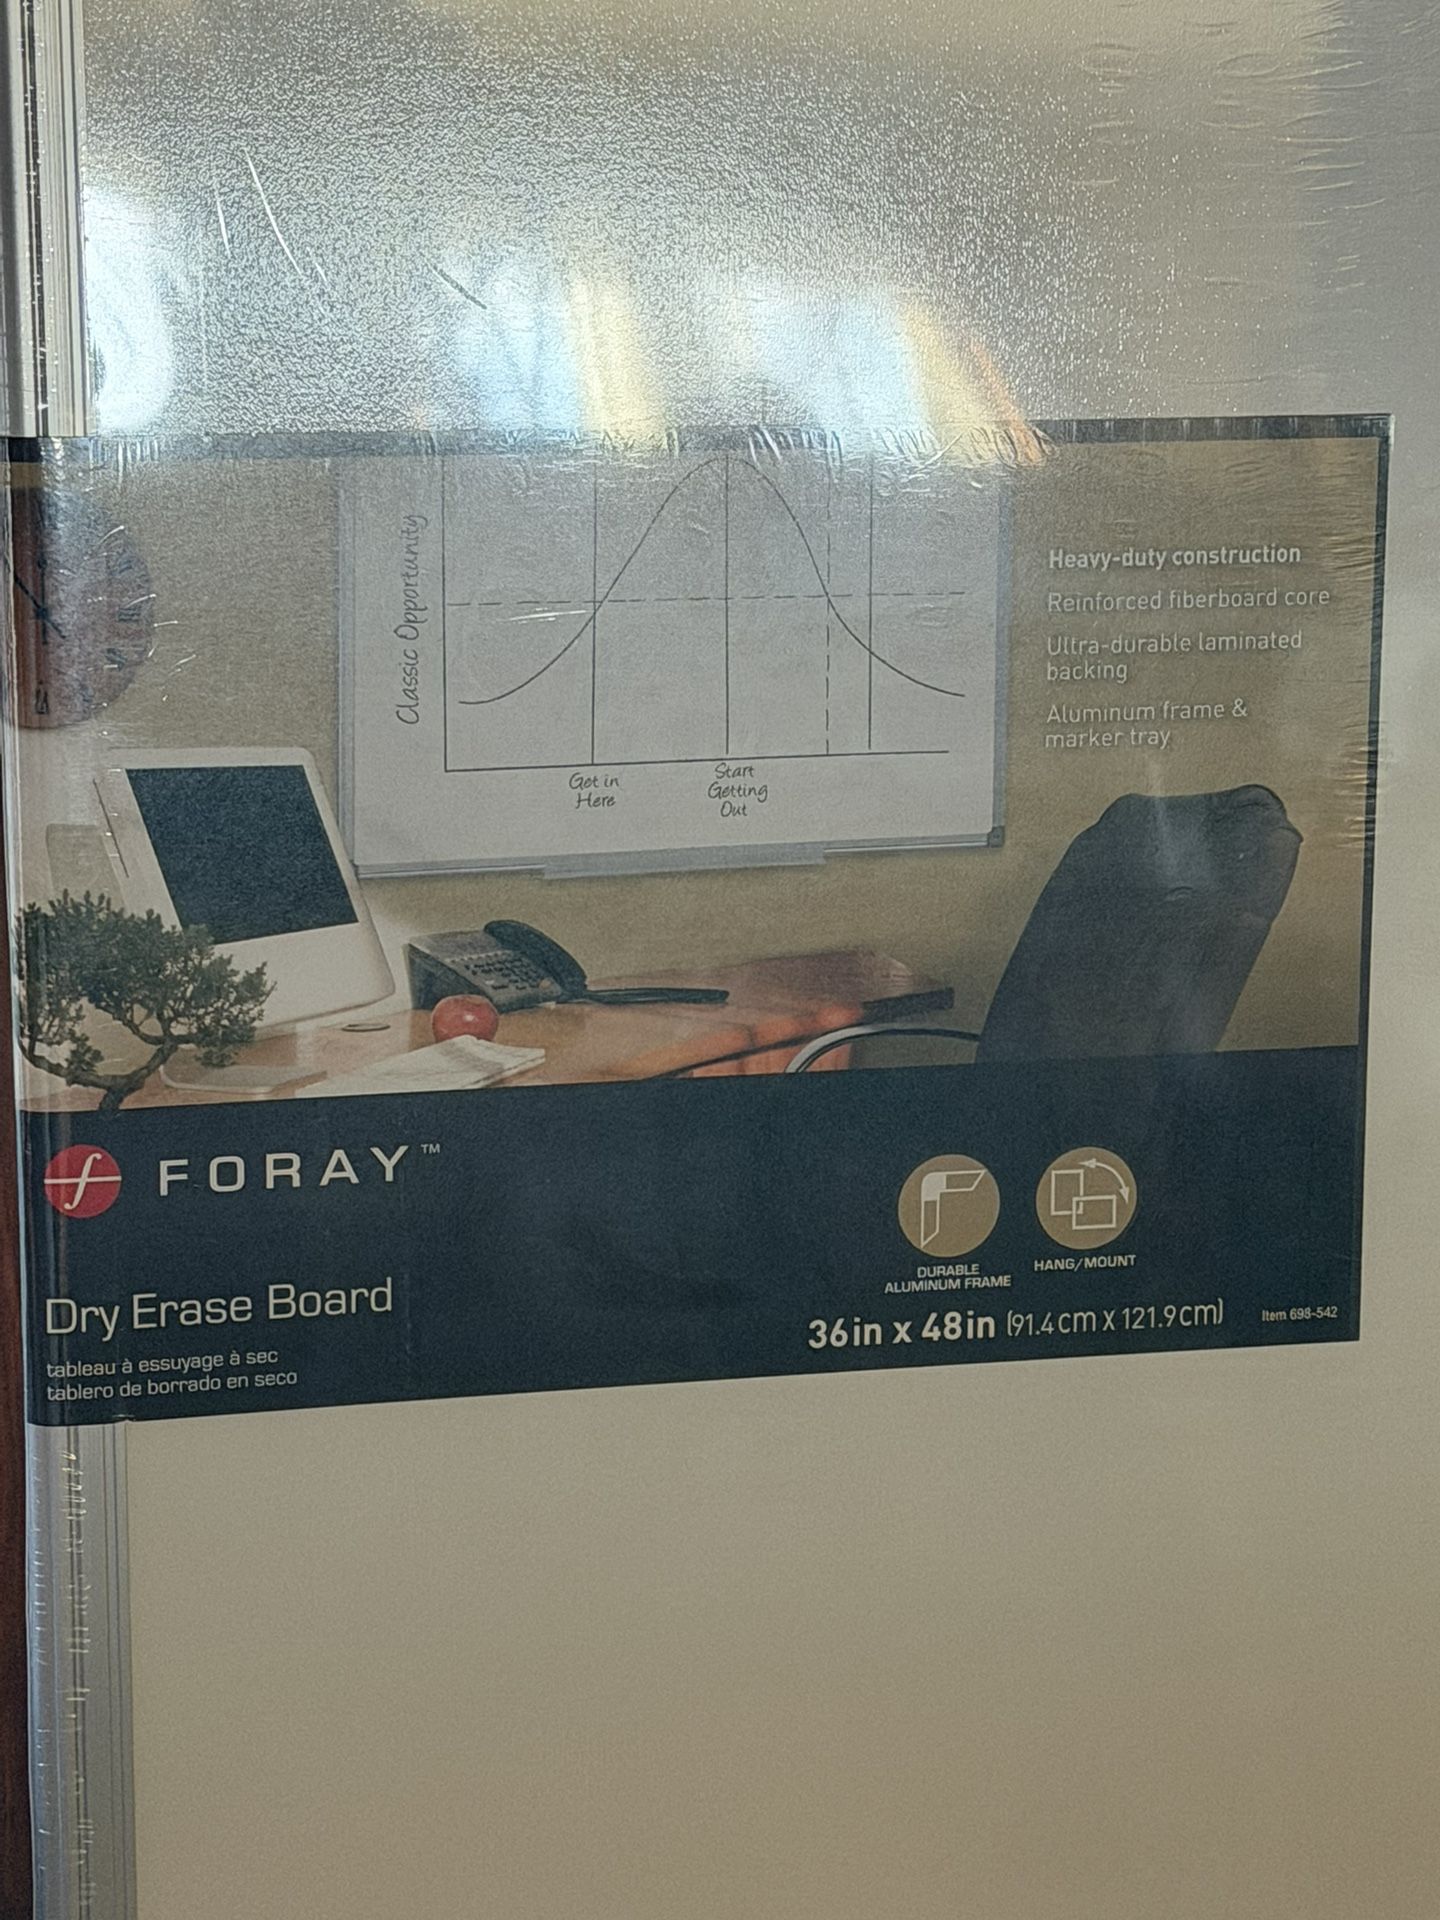 Classic Opportunity
Get in
Here
Start
Getting
Out
Heavy-duty construction
Reinforced fiberboard core
Ultra-durable laminated
backing
Aluminum frame &
marker tray
f FORAY™
Dry Erase Board
tableau à essuyage à sec
tablero de borrado en seco
DURABLE
ALUMINUM FRAME
HANG/MOUNT
36in x 48in (91.4cm x 121.9cm)
Item 698-542